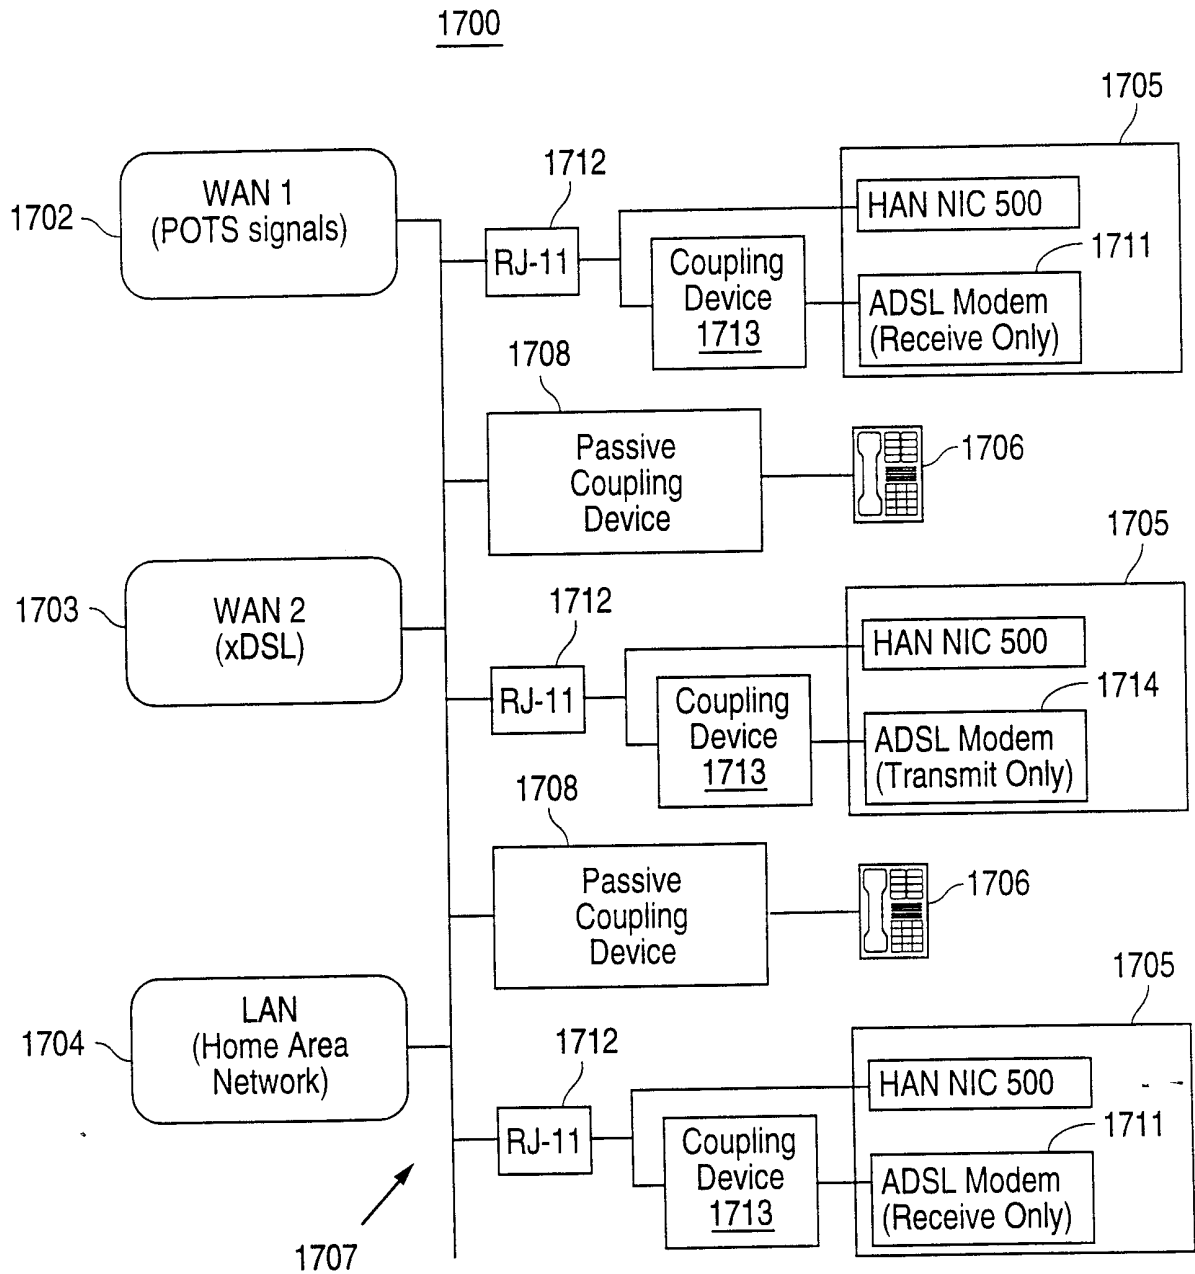 1700
1705
1712
WAN 1
(POTS signals)
1702
HAN NIC 500
RJ-11
Coupling
Device
1713
1711
ADSL Modem
(Receive Only)
1708
Passive
Coupling
Device
1706
1705
1703
WAN 2
(xDSL)
1712
HAN NIC 500
RJ-11
Coupling
Device
1713
1714
ADSL Modem
(Transmit Only)
1708
Passive
Coupling
Device
1706
1705
1704
LAN
(Home Area
Network)
1712
HAN NIC 500
RJ-11
Coupling
Device
1713
1711
ADSL Modem
(Receive Only)
1707